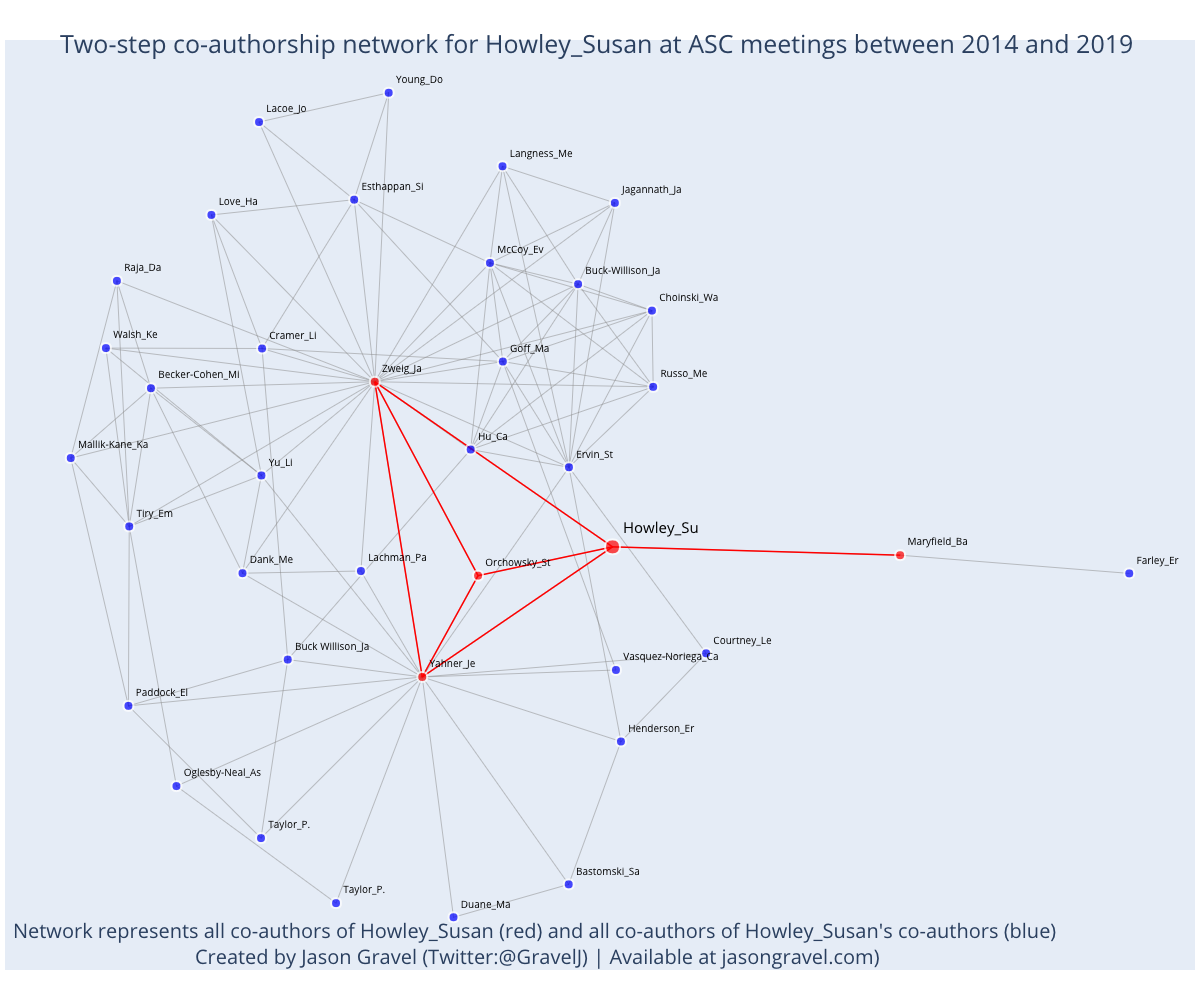 Two-step co-authorship network for Howley_Susan at ASC meetings between 2014 and 2019
Young_Do
Lacoe_Jo
Langness_Me
Esthappan_Si
Jagannath_Ja
Love_Ha
McCoy_Ev
Raja_Da
Buck-Willison_Ja
Choinski_Wa
Walsh_Ke
Cramer_Li
Goff_Ma
Zweig_Ja
Becker-Cohen_Mi
Russo_Me
Hu_Ca
Mallik-Kane_Ka
Ervin_St
Yu_Li
Tiry_Em
Howley_Su
Maryfield_Ba
Dank_Me
Lachman_Pa
Orchowsky_St
Farley_Er
Courtney_Le
Buck Willison_Ja
Vasquez-Noriega_Ca
Yahner_Je
Paddock_El
Henderson_Er
Oglesby-Neal_As
Taylor_P.
Bastomski_Sa
Taylor_P.
Duane_Ma
Network represents all co-authors of Howley_Susan (red) and all co-authors of Howley_Susan's co-authors (blue)
Created by Jason Gravel (Twitter:@GravelJ) | Available at jasongravel.com)